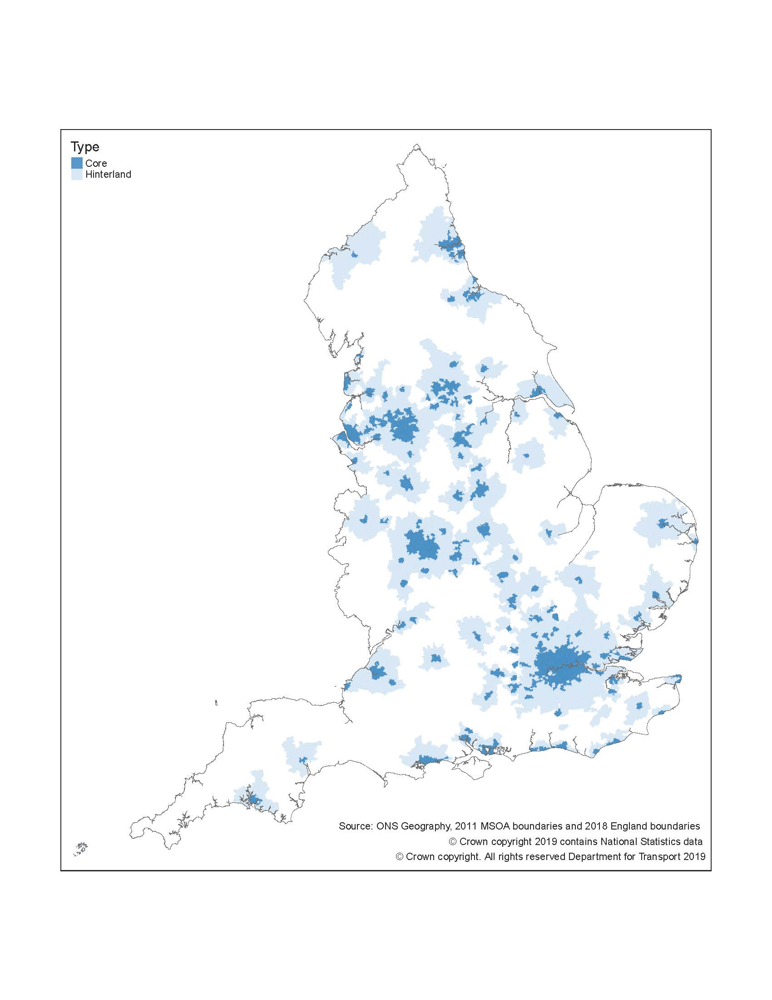 Type
Core
Hinterland
Source: ONS Geography, 2011 MSOA boundaries and 2018 England boundaries
© Crown copyright 2019 contains National Statistics data
© Crown copyright. All rights reserved Department for Transport 2019